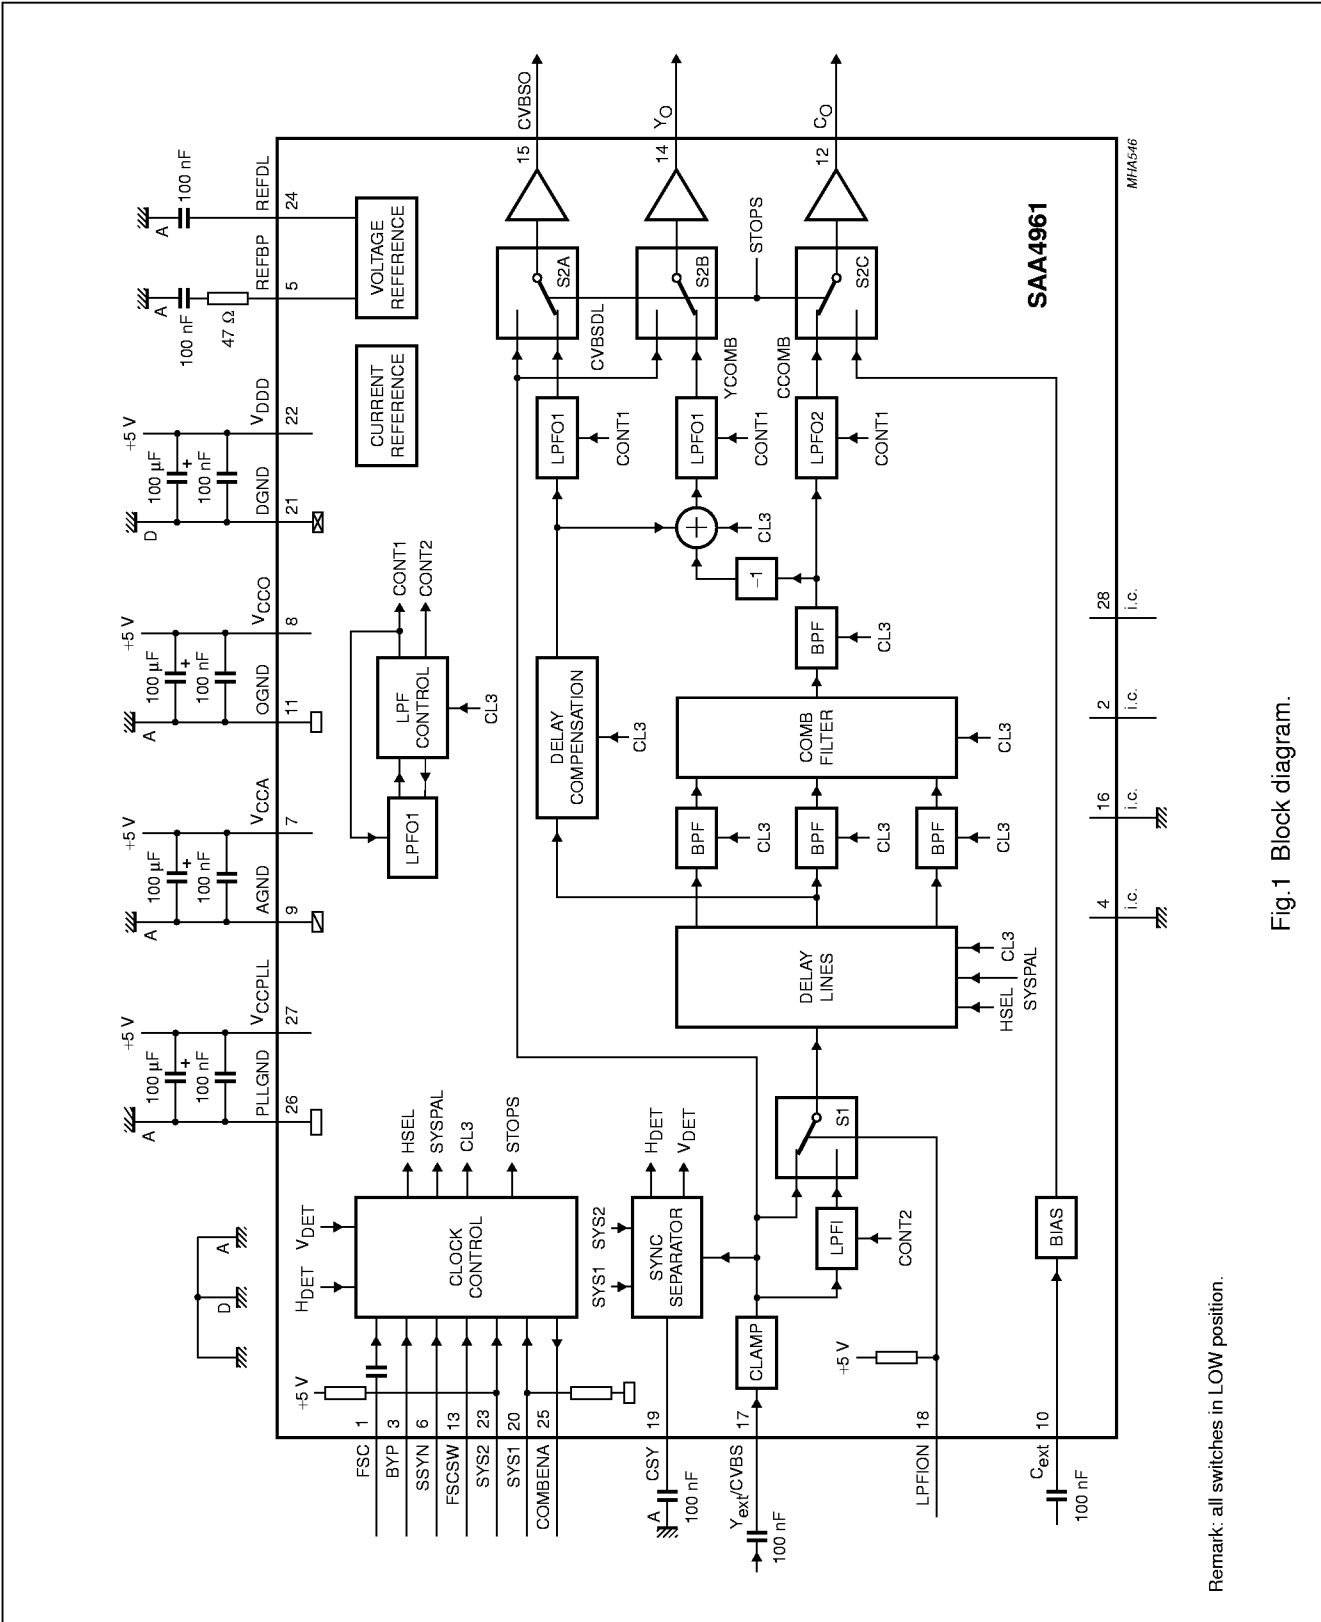 +5 V
100 µF
+
100 nF
A
PLLGND
VCCPLL
26
27
+5 V
100 µF
+
100 nF
A
AGND
VCCA
9
7
+5 V
100 µF
+
100 nF
A
OGND
VCCO
11
8
+5 V
100 µF
+
100 nF
D
DGND
VDDD
21
22
A
100 nF
47 Ω
REFBP
5
A
100 nF
REFDL
24
D
A
HDET
VDET
CLOCK
CONTROL
HSEL
SYSPAL
CL3
STOPS
LPFO1
LPF
CONTROL
CL3
CONT1
CONT2
CURRENT
REFERENCE
VOLTAGE
REFERENCE
+5 V
FSC
1
BYP
3
SSYN
6
FSCSW
13
SYS2
23
SYS1
20
COMBENA
25
A
100 nF
CSY
19
SYS1
SYS2
SYNC
SEPARATOR
HDET
VDET
100 nF
Yext/CVBS
17
CLAMP
LPFI
CONT2
S1
+5 V
LPFION
18
100 nF
Cext
10
BIAS
DELAY
LINES
HSEL
SYSPAL
CL3
DELAY
COMPENSATION
CL3
BPF
CL3
BPF
CL3
BPF
CL3
COMB
FILTER
CL3
BPF
CL3
−1
+
CL3
LPFO1
CONT1
LPFO1
CONT1
LPFO2
CONT1
CVBSDL
YCOMB
CCOMB
S2A
S2B
S2C
STOPS
15
CVBSO
14
YO
12
CO
4
i.c.
16
i.c.
2
i.c.
28
i.c.
SAA4961
MHA546
Remark: all switches in LOW position.
Fig.1 Block diagram.